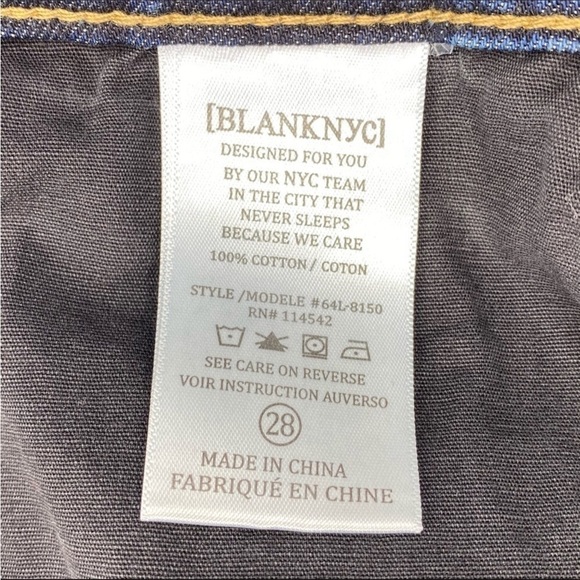 [BLANKNYC]
DESIGNED FOR YOU
BY OUR NYC TEAM
IN THE CITY THAT
NEVER SLEEPS
BECAUSE WE CARE
100% COTTON / COTON
STYLE /MODELE #64L-8150
RN# 114542
SEE CARE ON REVERSE
VOIR INSTRUCTION AUVERSO
28
MADE IN CHINA
FABRIQUÉ EN CHINE